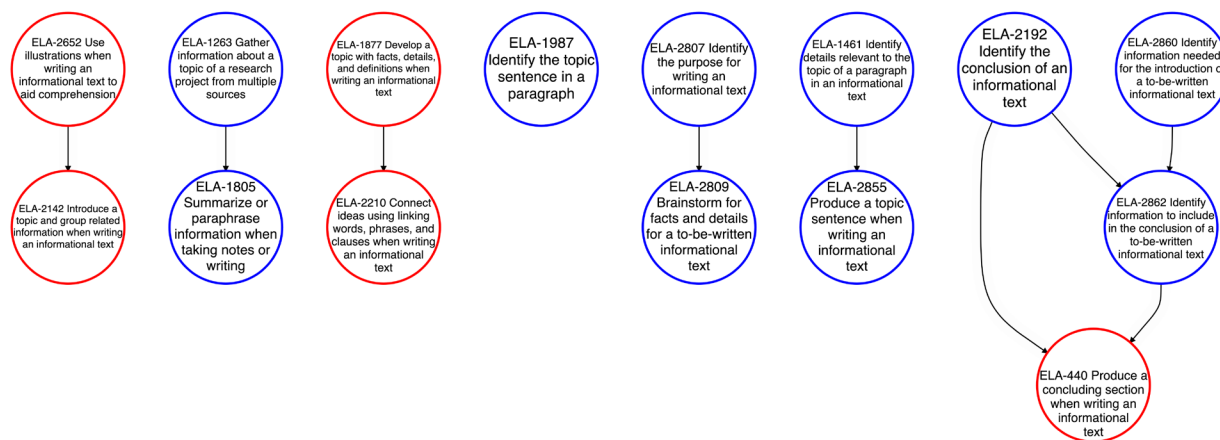 ELA-2652 Use
illustrations when
writing an
informational text to
aid comprehension
ELA-1263 Gather
information about a
topic of a research
project from multiple
sources
ELA-1877 Develop a
topic with facts, details,
and definitions when
writing an informational
text
ELA-1987
Identify the topic
sentence in a
paragraph
ELA-2807 Identify
the purpose for
writing an
informational text
ELA-1461 Identify
details relevant to the
topic of a paragraph
in an informational
text
ELA-2192
Identify the
conclusion of an
informational
text
ELA-2860 Identify
information needed
for the introduction o
a to-be-written
informational text
ELA-2142 Introduce a
topic and group related
information when writing
an informational text
ELA-1805
Summarize or
paraphrase
information when
taking notes or
writing
ELA-2210 Connect
ideas using linking
words, phrases, and
clauses when writing
an informational
text
ELA-2809
Brainstorm for
facts and details
for a to-be-written
informational
text
ELA-2855
Produce a topic
sentence when
writing an
informational
text
ELA-2862 Identify
information to include
in the conclusion of a
to-be-written
informational text
ELA-440 Produce a
concluding section
when writing an
informational
text